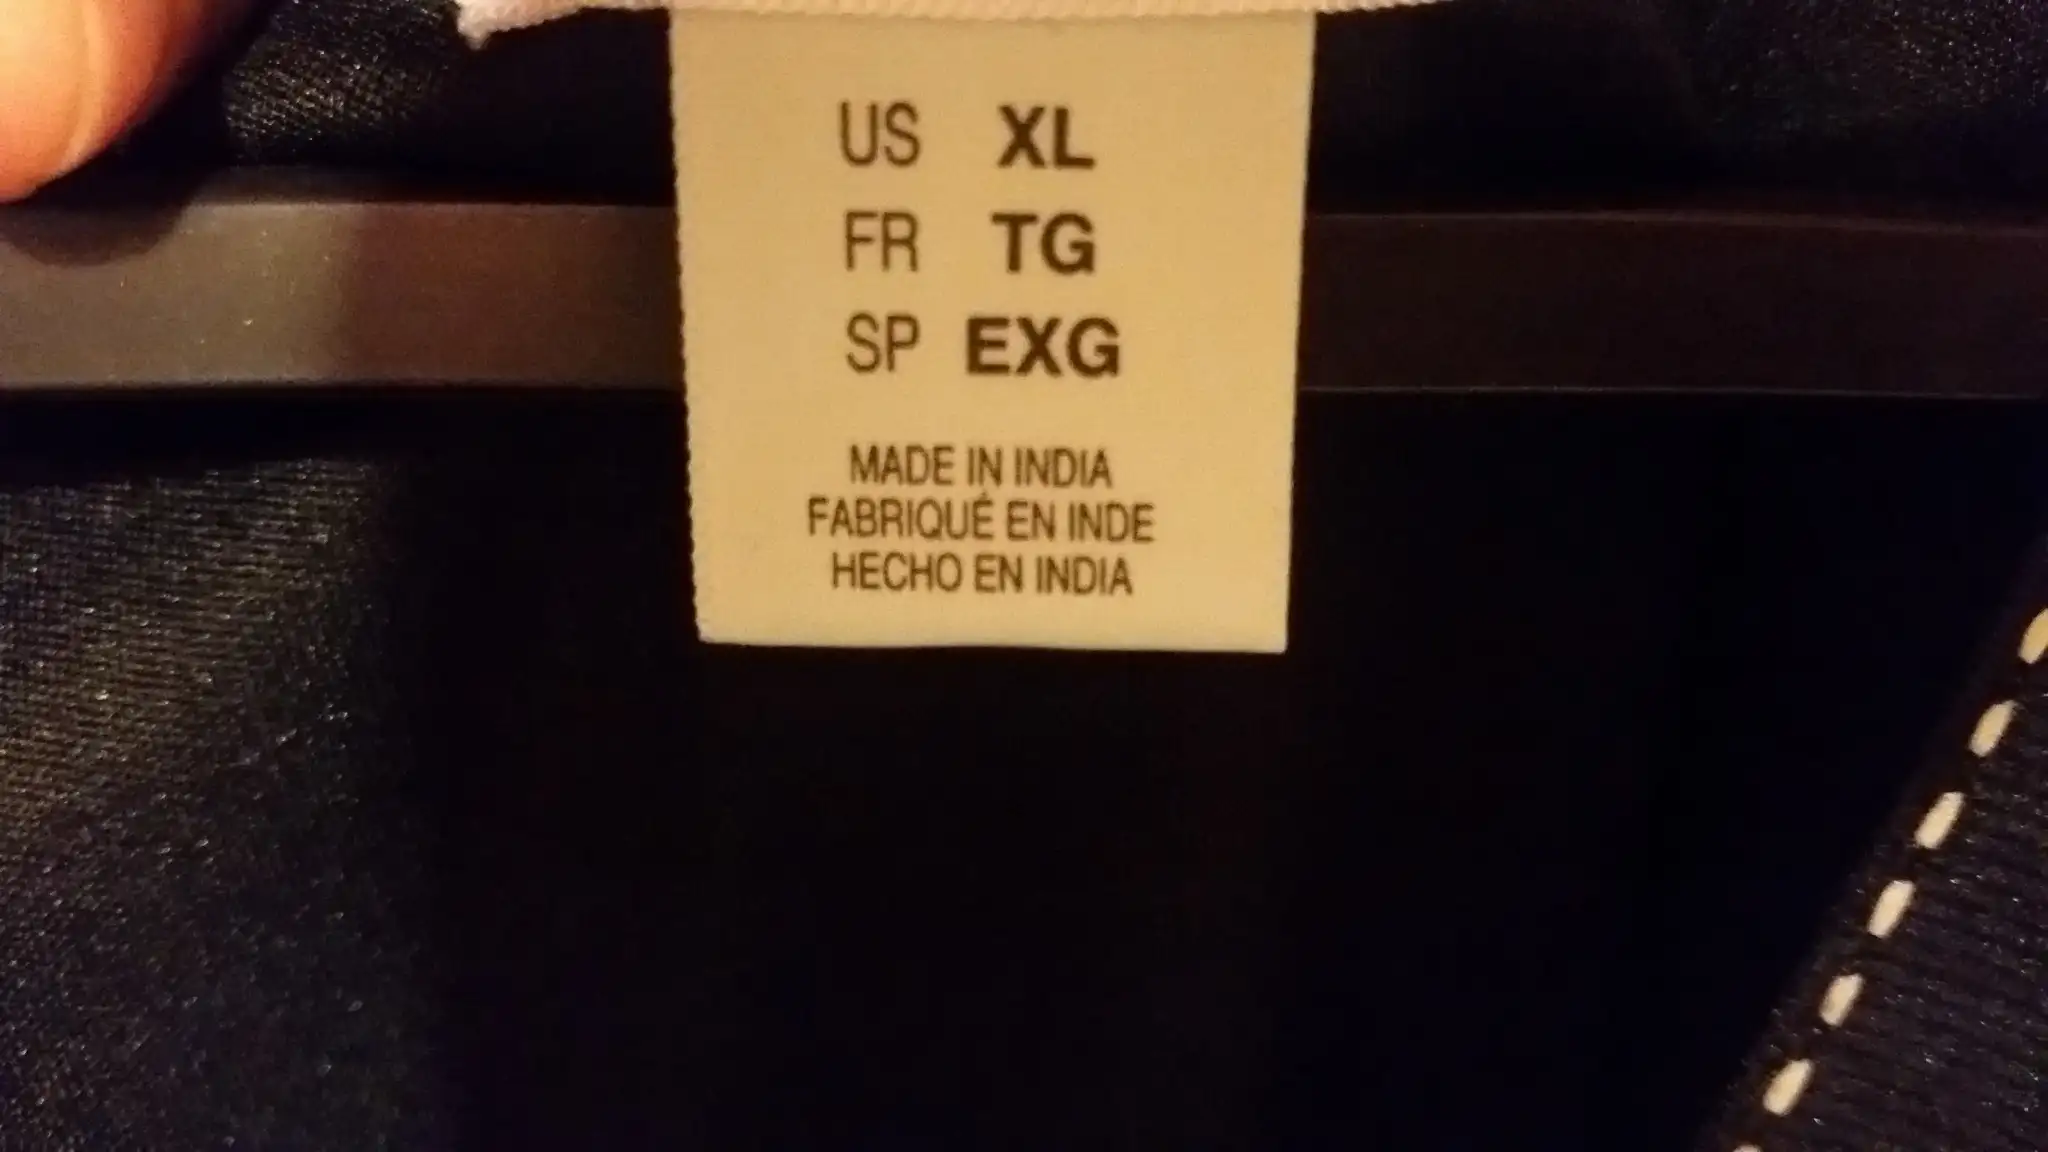 US XL
FR TG
SP EXG
MADE IN INDIA
FABRIQUÉ EN INDE
HECHO EN INDIA